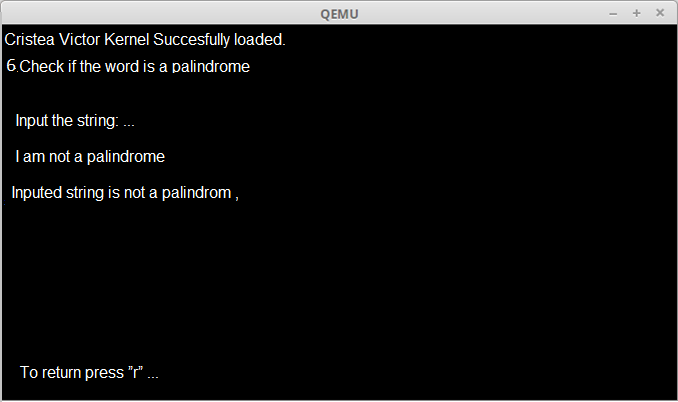 QEMU
Cristea Victor Kernel Succesfully loaded.
6.Check if the word is a palindrome
Input the string: ...
I am not a palindrome
Inputed string is not a palindrom ,
To return press ”r” ...